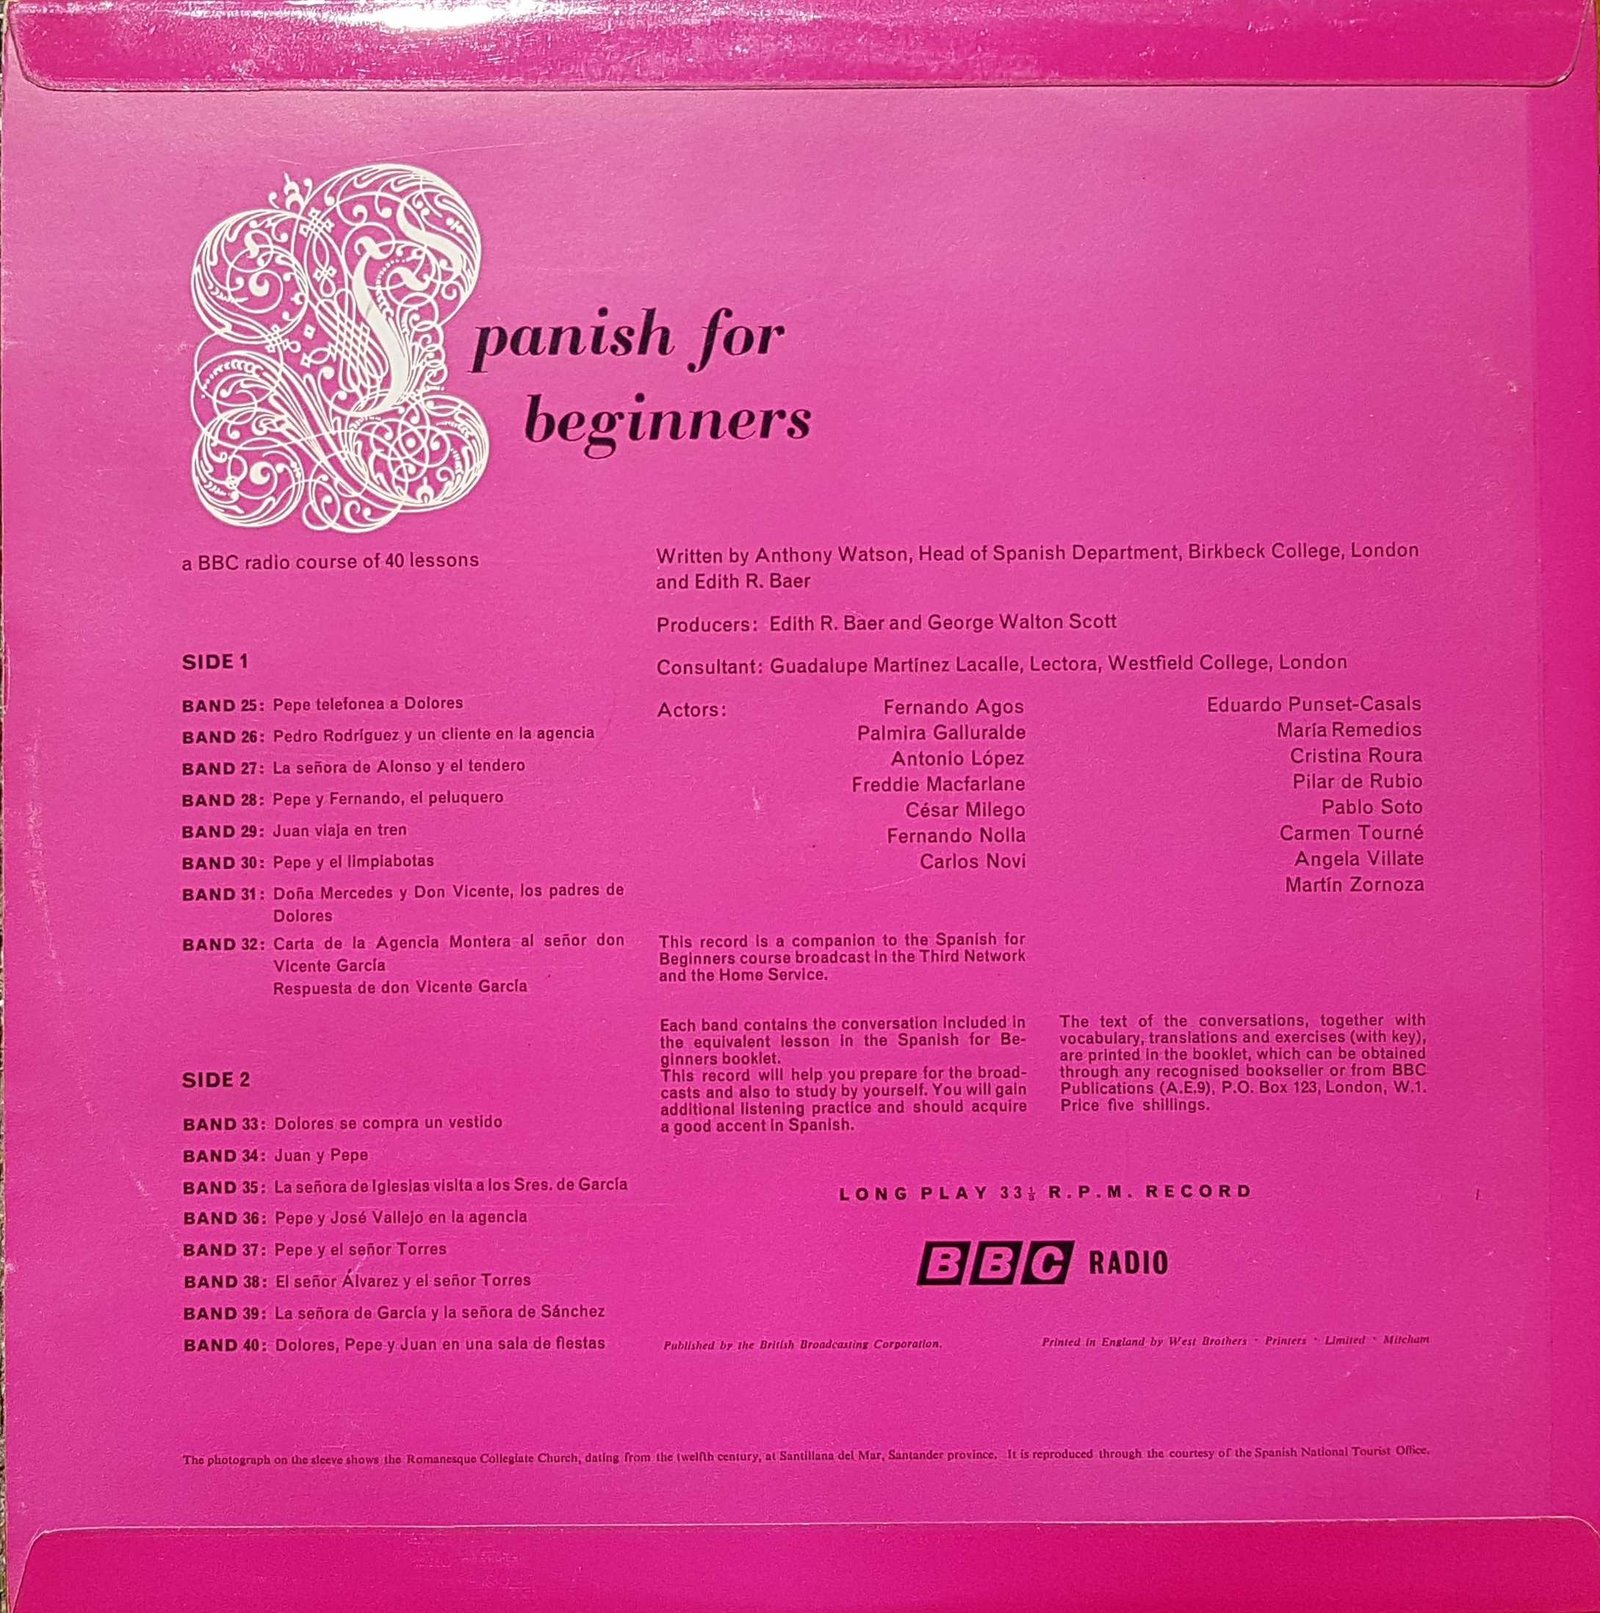 Spanish for
beginners
a BBC radio course of 40 lessons
SIDE 1
BAND 25: Pepe telefonea a Dolores
BAND 26: Pedro Rodríguez y un cliente en la agencia
BAND 27: La señora de Alonso y el tendero
BAND 28: Pepe y Fernando, el peluquero
BAND 29: Juan viaja en tren
BAND 30: Pepe y el limpiabotas
BAND 31: Doña Mercedes y Don Vicente, los padres de
Dolores
BAND 32: Carta de la Agencia Montera al señor don
Vicente García
Respuesta de don Vicente García
SIDE 2
BAND 33: Dolores se compra un vestido
BAND 34: Juan y Pepe
BAND 35: La señora de Iglesias visita a los Sres. de García
BAND 36: Pepe y José Vallejo en la agencia
BAND 37: Pepe y el señor Torres
BAND 38: El señor Álvarez y el señor Torres
BAND 39: La señora de García y la señora de Sánchez
BAND 40: Dolores, Pepe y Juan en una sala de fiestas
Written by Anthony Watson, Head of Spanish Department, Birkbeck College, London
and Edith R. Baer
Producers: Edith R. Baer and George Walton Scott
Consultant: Guadalupe Martínez Lacalle, Lectora, Westfield College, London
Actors:
Fernando Agos
Palmira Galluralde
Antonio López
Freddie Macfarlane
César Milego
Fernando Nolla
Carlos Novi
Eduardo Punset-Casals
María Remedios
Cristina Roura
Pilar de Rubio
Pablo Soto
Carmen Tourné
Angela Villate
Martín Zornoza
This record is a companion to the Spanish for
Beginners course broadcast in the Third Network
and the Home Service.
Each band contains the conversation included in
the equivalent lesson in the Spanish for Be-
ginners booklet.
This record will help you prepare for the broad-
casts and also to study by yourself. You will gain
additional listening practice and should acquire
a good accent in Spanish.
The text of the conversations, together with
vocabulary, translations and exercises (with key),
are printed in the booklet, which can be obtained
through any recognised bookseller or from BBC
Publications (A.E.9), P.O. Box 123, London, W.1.
Price five shillings.
LONG PLAY 33⅓ R.P.M. RECORD
BBC RADIO
Published by the British Broadcasting Corporation.
Printed in England by West Brothers · Printers · Limited · Mitcham
The photograph on the sleeve shows the Romanesque Collegiate Church, dating from the twelfth century, at Santillana del Mar, Santander province. It is reproduced through the courtesy of the Spanish National Tourist Office.